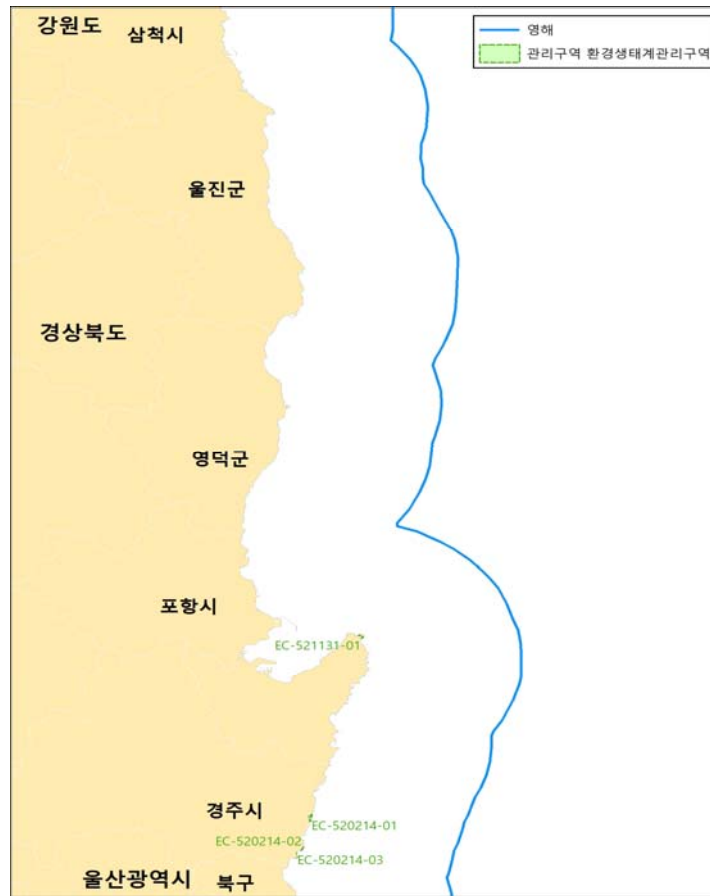 강원도
삼척시
영해
관리구역 환경생태계관리구역
울진군
경상북도
영덕군
포항시
EC-521131-01
경주시
EC-520214-01
EC-520214-02
EC-520214-03
울산광역시
북구